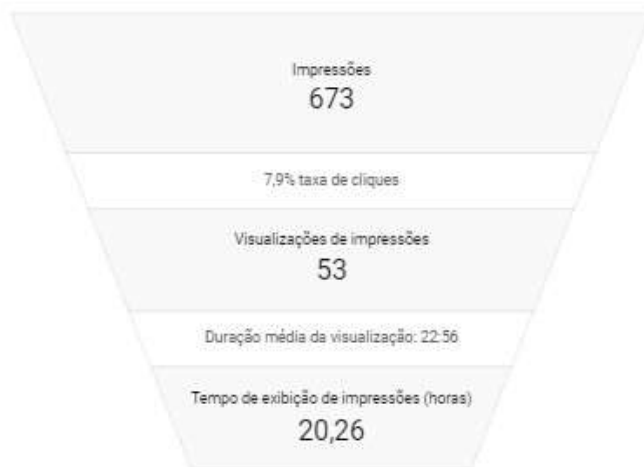 Impressões
673
7,9% taxa de cliques
Visualizações de impressões
53
Duração média da visualização: 22:56
Tempo de exibição de impressões (horas)
20,26